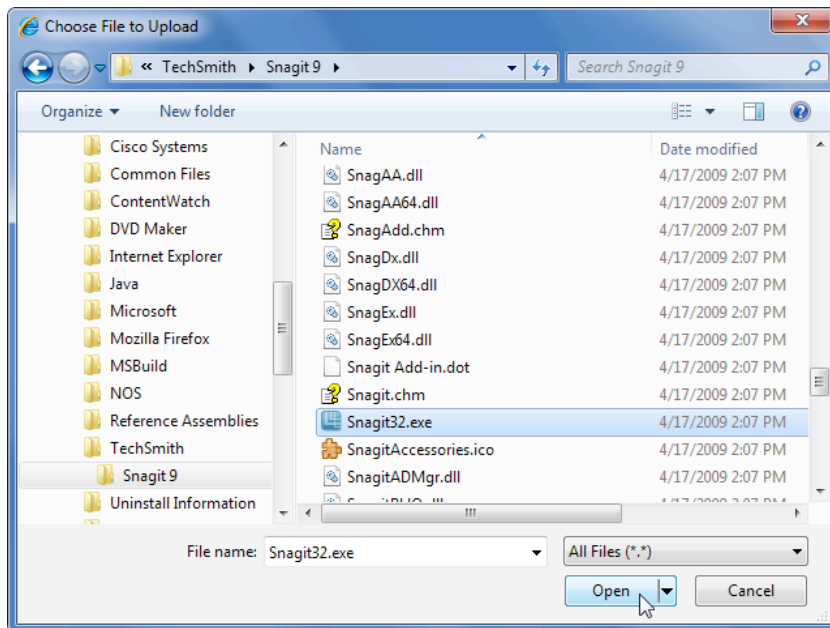 Choose File to Upload
« TechSmith Snagit 9
Search Snagit 9
Organize
New folder
Cisco Systems
Common Files
ContentWatch
DVD Maker
Internet Explorer
Java
Microsoft
Mozilla Firefox
MSBuild
NOS
Reference Assemblies
TechSmith
Snagit 9
Uninstall Information
Name Date modified
SnagAA.dll 4/17/2009 2:07 PM
SnagAA64.dll 4/17/2009 2:07 PM
SnagAdd.chm 4/17/2009 2:07 PM
SnagDx.dll 4/17/2009 2:07 PM
SnagDX64.dll 4/17/2009 2:07 PM
SnagEx.dll 4/17/2009 2:07 PM
SnagEx64.dll 4/17/2009 2:07 PM
Snagit Add-in.dot 4/17/2009 2:07 PM
Snagit.chm 4/17/2009 2:07 PM
Snagit32.exe 4/17/2009 2:07 PM
SnagitAccessories.ico 4/17/2009 2:07 PM
SnagitADMgr.dll 4/17/2009 2:07 PM
File name: Snagit32.exe
All Files (*.*)
Open
Cancel